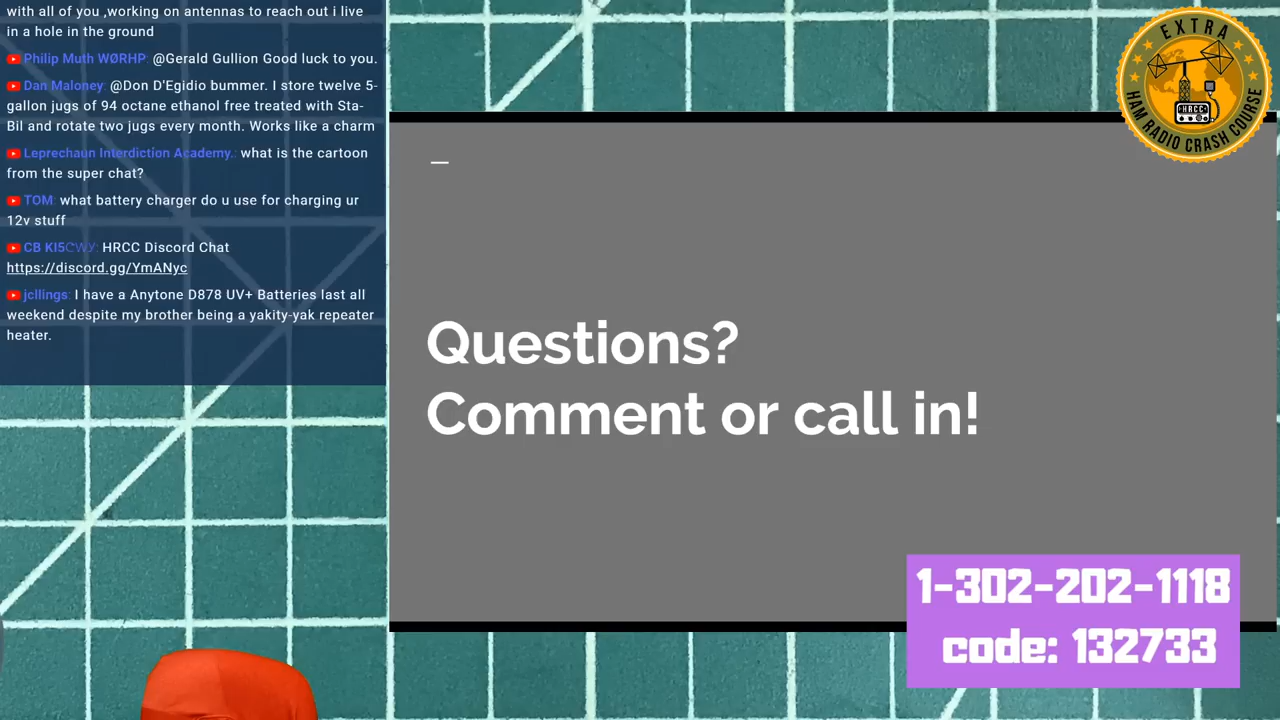 with all of you ,working on antennas to reach out i live
in a hole in the ground
Philip Muth WØRHP: @Gerald Gullion Good luck to you.
Dan Maloney: @Don D'Egidio bummer. I store twelve 5-
gallon jugs of 94 octane ethanol free treated with Sta-
Bil and rotate two jugs every month. Works like a charm
Leprechaun Interdiction Academy.: what is the cartoon
from the super chat?
TOM: what battery charger do u use for charging ur
12v stuff
CB KI5CWY: HRCC Discord Chat
https://discord.gg/YmANyc
jcllings: I have a Anytone D878 UV+ Batteries last all
weekend despite my brother being a yakity-yak repeater
heater.
EXTRA
HRCC
HAM RADIO CRASH COURSE
Questions?
Comment or call in!
1-302-202-1118
code: 132733